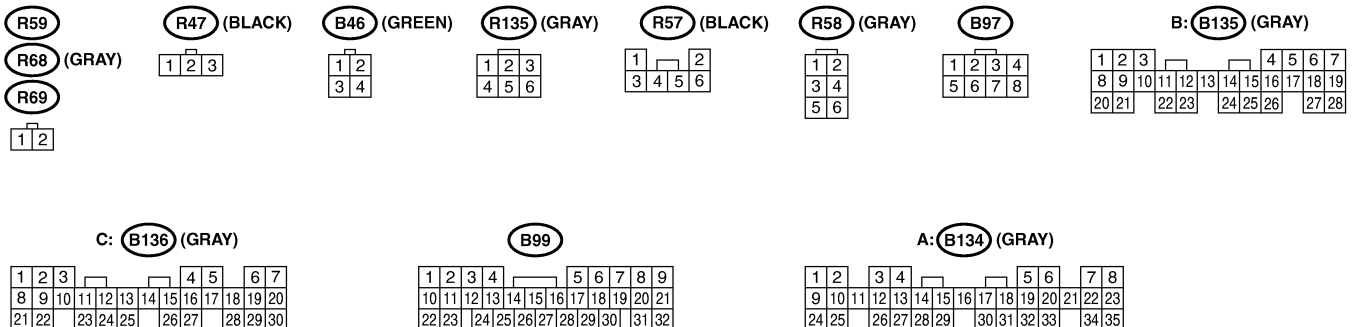 R59
R68 (GRAY)
R69
1 2
R47 (BLACK)
1 2 3
B46 (GREEN)
1 2
3 4
R135 (GRAY)
1 2 3
4 5 6
R57 (BLACK)
1 2
3 4 5 6
R58 (GRAY)
1 2
3 4
5 6
B97
1 2 3 4
5 6 7 8
B: B135 (GRAY)
1 2 3 4 5 6 7
8 9 10 11 12 13 14 15 16 17 18 19
20 21 22 23 24 25 26 27 28
C: B136 (GRAY)
1 2 3 4 5 6 7
8 9 10 11 12 13 14 15 16 17 18 19 20
21 22 23 24 25 26 27 28 29 30
B99
1 2 3 4 5 6 7 8 9
10 11 12 13 14 15 16 17 18 19 20 21
22 23 24 25 26 27 28 29 30 31 32
A: B134 (GRAY)
1 2 3 4 5 6 7 8
9 10 11 12 13 14 15 16 17 18 19 20 21 22 23
24 25 26 27 28 29 30 31 32 33 34 35